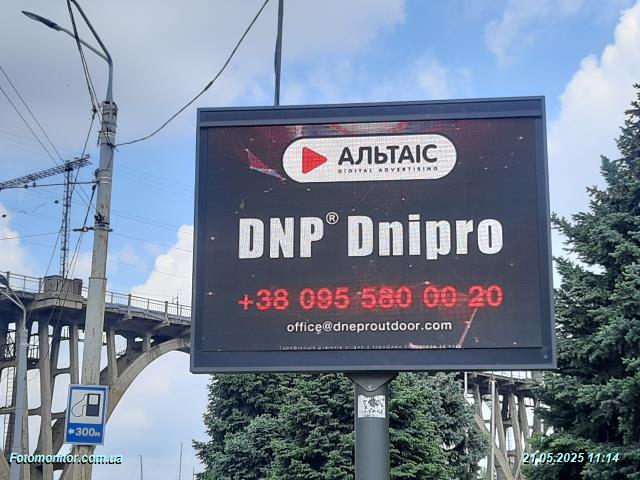 АЛЬТАІС
DIGITAL ADVERTISING
DNP® Dnipro
+38 095 580 00 20
office@dneproutdoor.com
300м
Fotomonitor.com.ua
21.05.2025 11:14